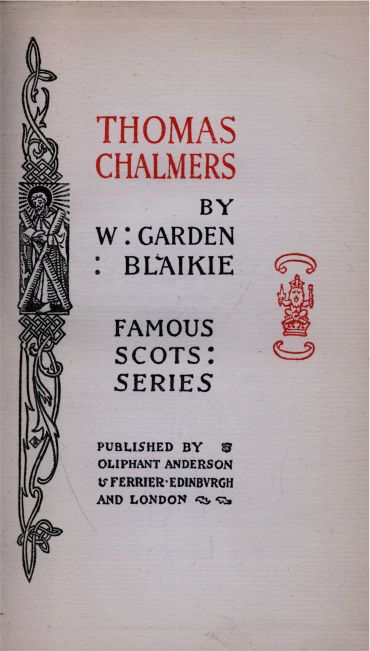 THOMAS
CHALMERS
BY
W : GARDEN
: BLAIKIE
FAMOUS
SCOTS :
SERIES
PUBLISHED BY
OLIPHANT ANDERSON
& FERRIER · EDINBVRGH
AND LONDON